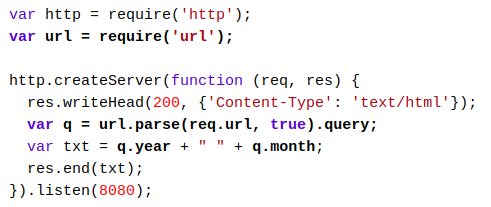 var http = require('http');
var url = require('url');
http.createServer(function (req, res) {
  res.writeHead(200, {'Content-Type': 'text/html'});
  var q = url.parse(req.url, true).query;
  var txt = q.year + " " + q.month;
  res.end(txt);
}).listen(8080);